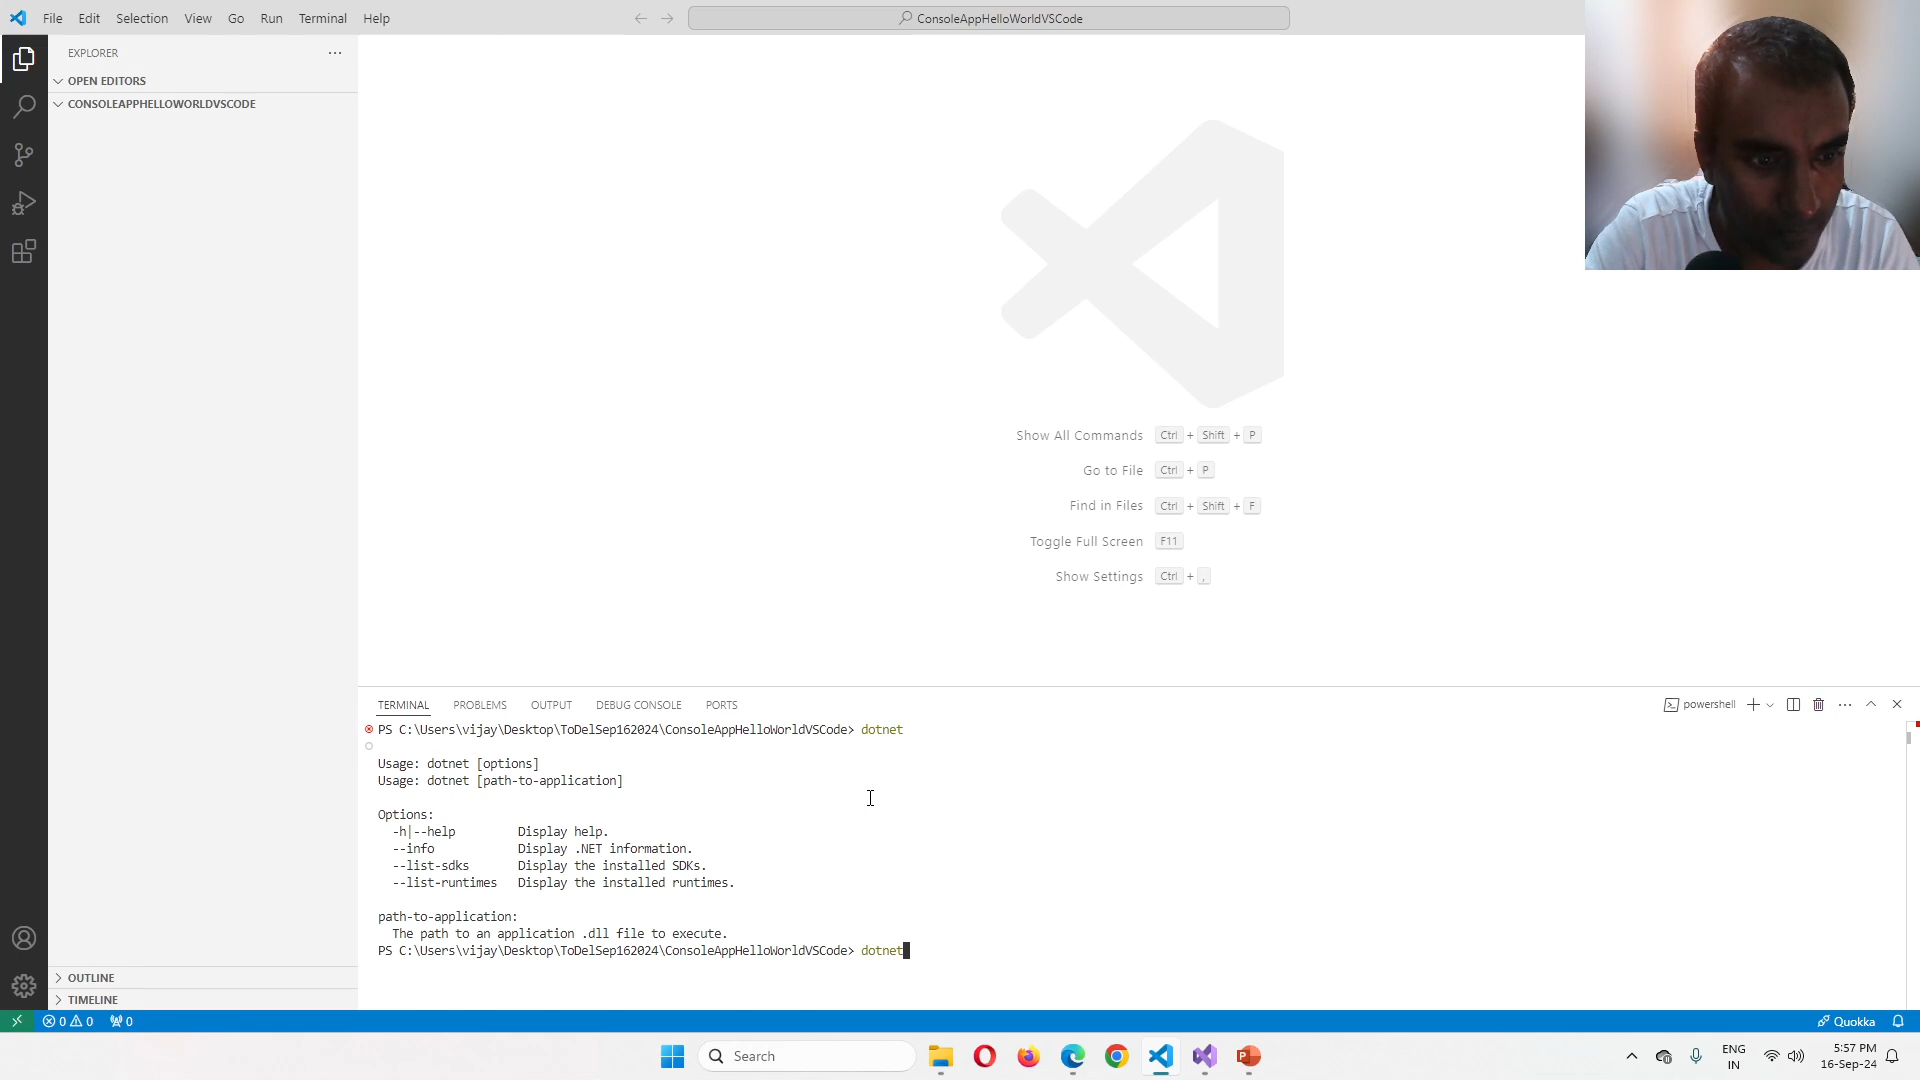 File Edit Selection View Go Run Terminal Help
ConsoleAppHelloWorldVSCode
EXPLORER
OPEN EDITORS
CONSOLEAPPHELLOWORLDVSCODE
Show All Commands Ctrl + Shift + P
Go to File Ctrl + P
Find in Files Ctrl + Shift + F
Toggle Full Screen F11
Show Settings Ctrl + ,
TERMINAL PROBLEMS OUTPUT DEBUG CONSOLE PORTS
powershell
PS C:\Users\vijay\Desktop\ToDelSep162024\ConsoleAppHelloWorldVSCode> dotnet
Usage: dotnet [options]
Usage: dotnet [path-to-application]
Options:
-h|--help Display help.
--info Display .NET information.
--list-sdks Display the installed SDKs.
--list-runtimes Display the installed runtimes.
path-to-application:
The path to an application .dll file to execute.
PS C:\Users\vijay\Desktop\ToDelSep162024\ConsoleAppHelloWorldVSCode> dotnet
OUTLINE
TIMELINE
0 0 0
Quokka
Search
ENG
IN
5:57 PM
16-Sep-24